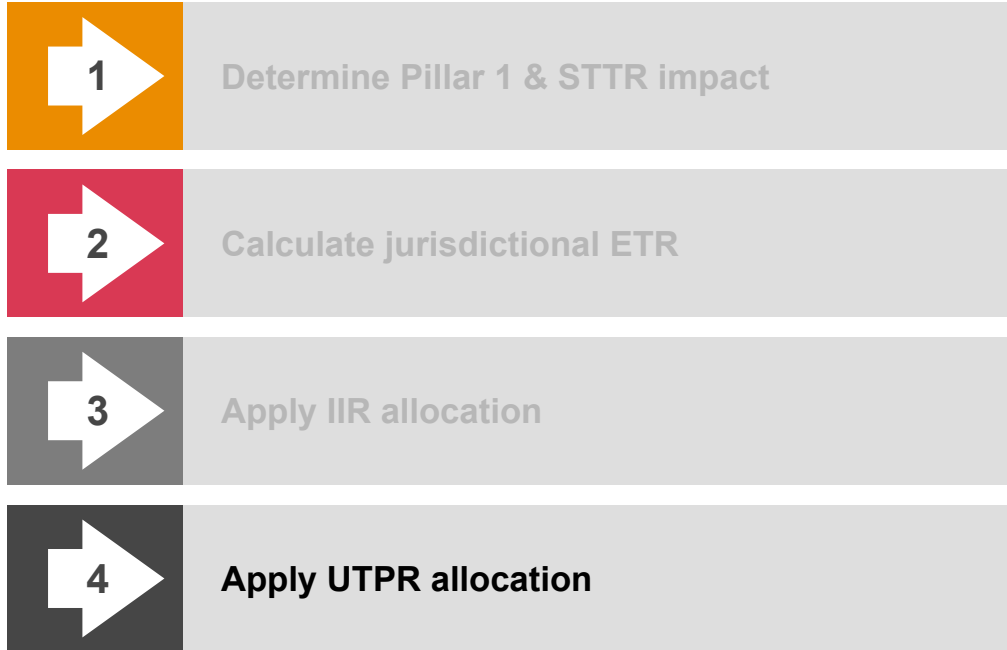 1
Determine Pillar 1 & STTR impact
2
Calculate jurisdictional ETR
3
Apply IIR allocation
4
Apply UTPR allocation